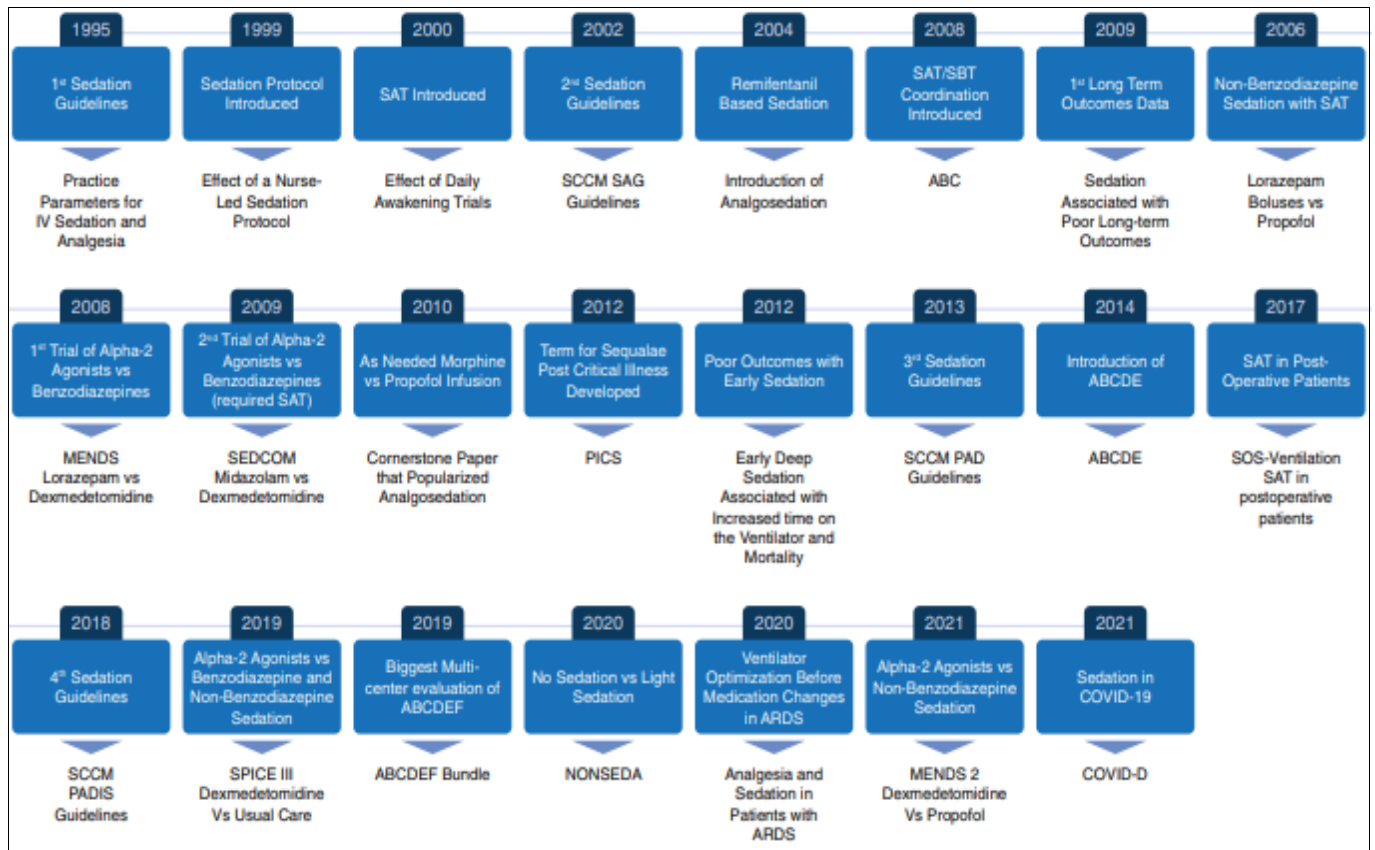 1995
1st Sedation
Guidelines
Practice
Parameters for
IV Sedation and
Analgesia
1999
Sedation Protocol
Introduced
Effect of a Nurse-
Led Sedation
Protocol
2000
SAT Introduced
Effect of Daily
Awakening Trials
2002
2nd Sedation
Guidelines
SCCM SAG
Guidelines
2004
Remifentanil
Based Sedation
Introduction of
Analgosedation
2008
SAT/SBT
Coordination
Introduced
ABC
2009
1st Long Term
Outcomes Data
Sedation
Associated with
Poor Long-term
Outcomes
2006
Non-Benzodiazepine
Sedation with SAT
Lorazepam
Boluses vs
Propofol
2008
1st Trial of Alpha-2
Agonists vs
Benzodiazepines
MENDS
Lorazepam vs
Dexmedetomidine
2009
2nd Trial of Alpha-2
Agonists vs
Benzodiazepines
(required SAT)
SEDCOM
Midazolam vs
Dexmedetomidine
2010
As Needed Morphine
vs Propofol Infusion
Cornerstone Paper
that Popularized
Analgosedation
2012
Term for Sequalae
Post Critical Illness
Developed
PICS
2012
Poor Outcomes with
Early Sedation
Early Deep
Sedation
Associated with
Increased time on
the Ventilator and
Mortality
2013
3rd Sedation
Guidelines
SCCM PAD
Guidelines
2014
Introduction of
ABCDE
ABCDE
2017
SAT in Post-
Operative Patients
SOS-Ventilation
SAT in
postoperative
patients
2018
4th Sedation
Guidelines
SCCM
PADIS
Guidelines
2019
Alpha-2 Agonists vs
Benzodiazepine and
Non-Benzodiazepine
Sedation
SPICE III
Dexmedetomidine
Vs Usual Care
2019
Biggest Multi-
center evaluation of
ABCDEF
ABCDEF Bundle
2020
No Sedation vs Light
Sedation
NONSEDA
2020
Ventilator
Optimization Before
Medication Changes
in ARDS
Analgesia and
Sedation in
Patients with
ARDS
2021
Alpha-2 Agonists vs
Non-Benzodiazepine
Sedation
MENDS 2
Dexmedetomidine
Vs Propofol
2021
Sedation in
COVID-19
COVID-D